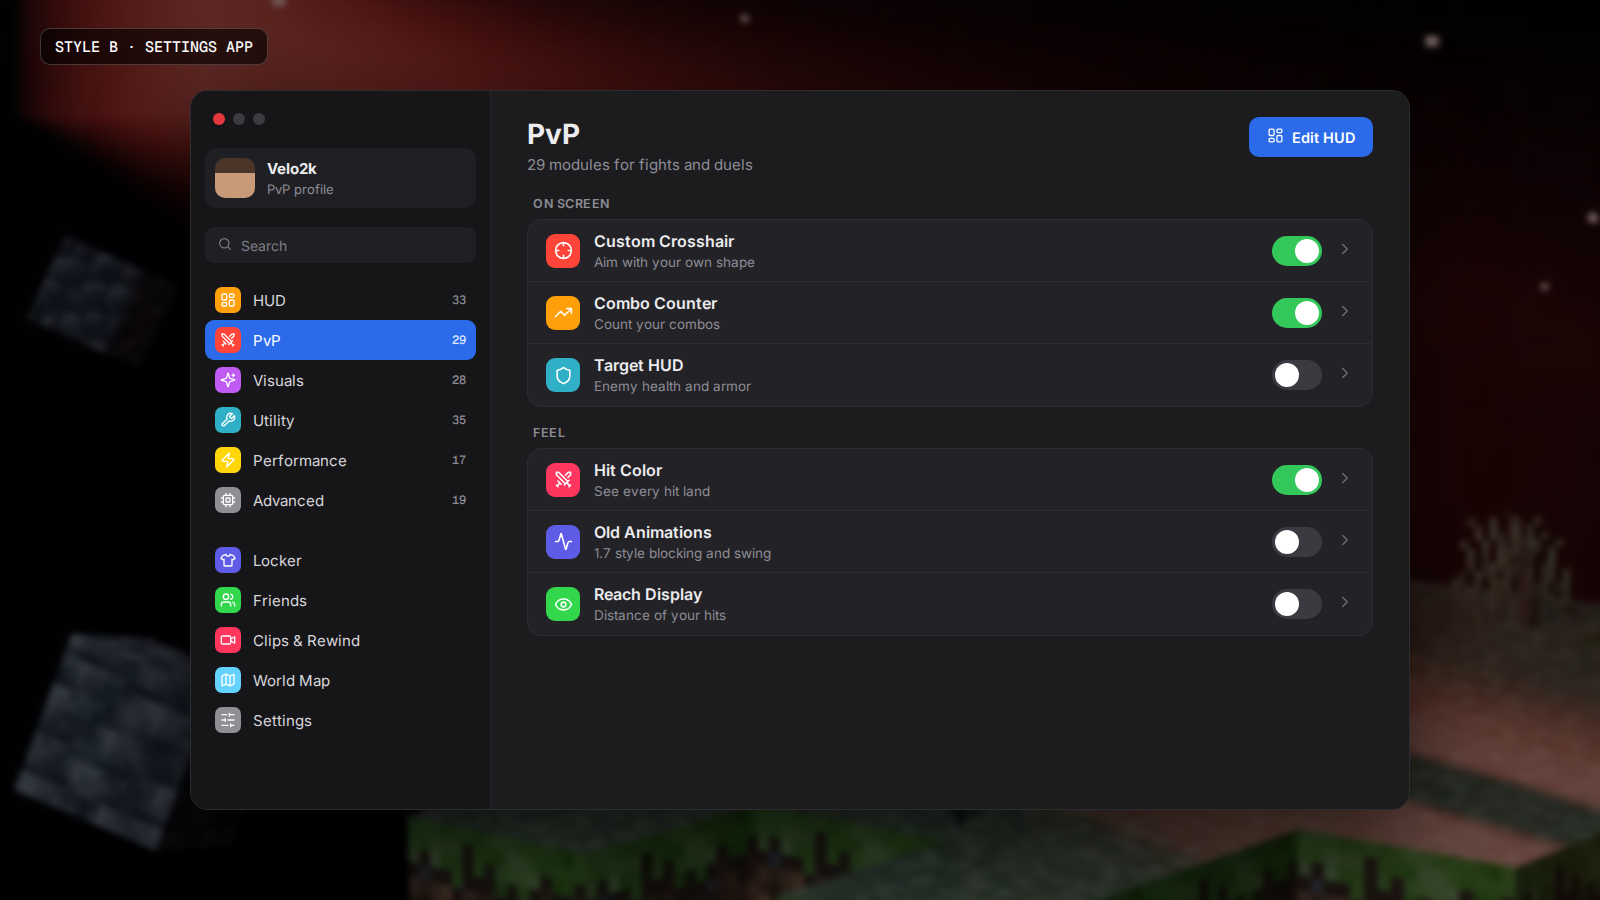 STYLE B · SETTINGS APP
Velo2k
PvP profile
Search
HUD 33
PvP 29
Visuals 28
Utility 35
Performance 17
Advanced 19
Locker
Friends
Clips & Rewind
World Map
Settings
PvP
29 modules for fights and duels
Edit HUD
ON SCREEN
Custom Crosshair
Aim with your own shape
Combo Counter
Count your combos
Target HUD
Enemy health and armor
FEEL
Hit Color
See every hit land
Old Animations
1.7 style blocking and swing
Reach Display
Distance of your hits